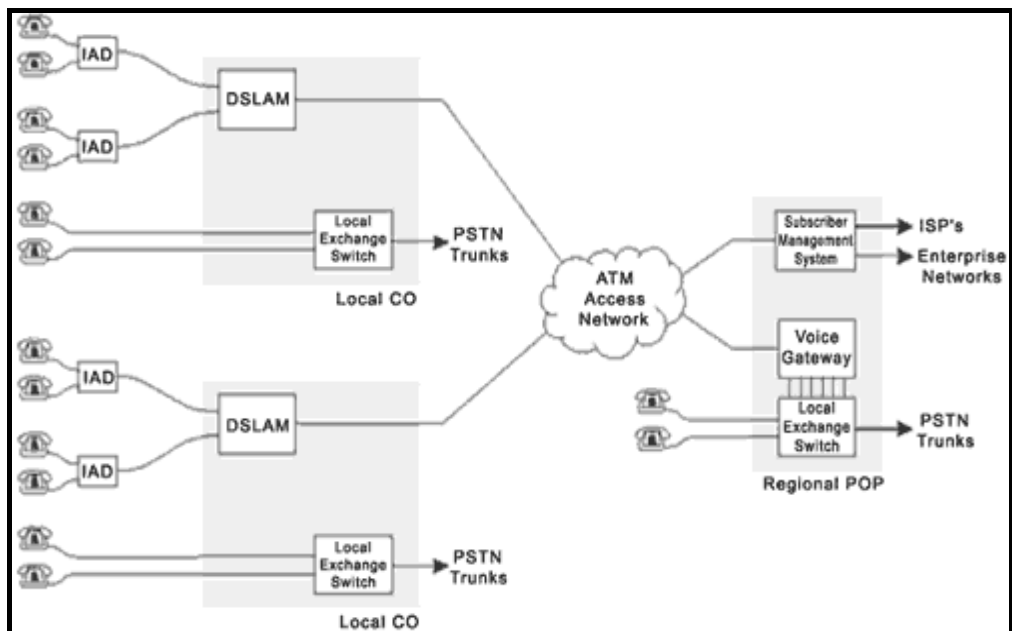 IAD
DSLAM
IAD
Local
Exchange
Switch
PSTN
Trunks
Local CO
ATM
Access
Network
Subscriber
Management
System
ISP's
Enterprise
Networks
Voice
Gateway
Local
Exchange
Switch
PSTN
Trunks
Regional POP
IAD
DSLAM
IAD
Local
Exchange
Switch
PSTN
Trunks
Local CO